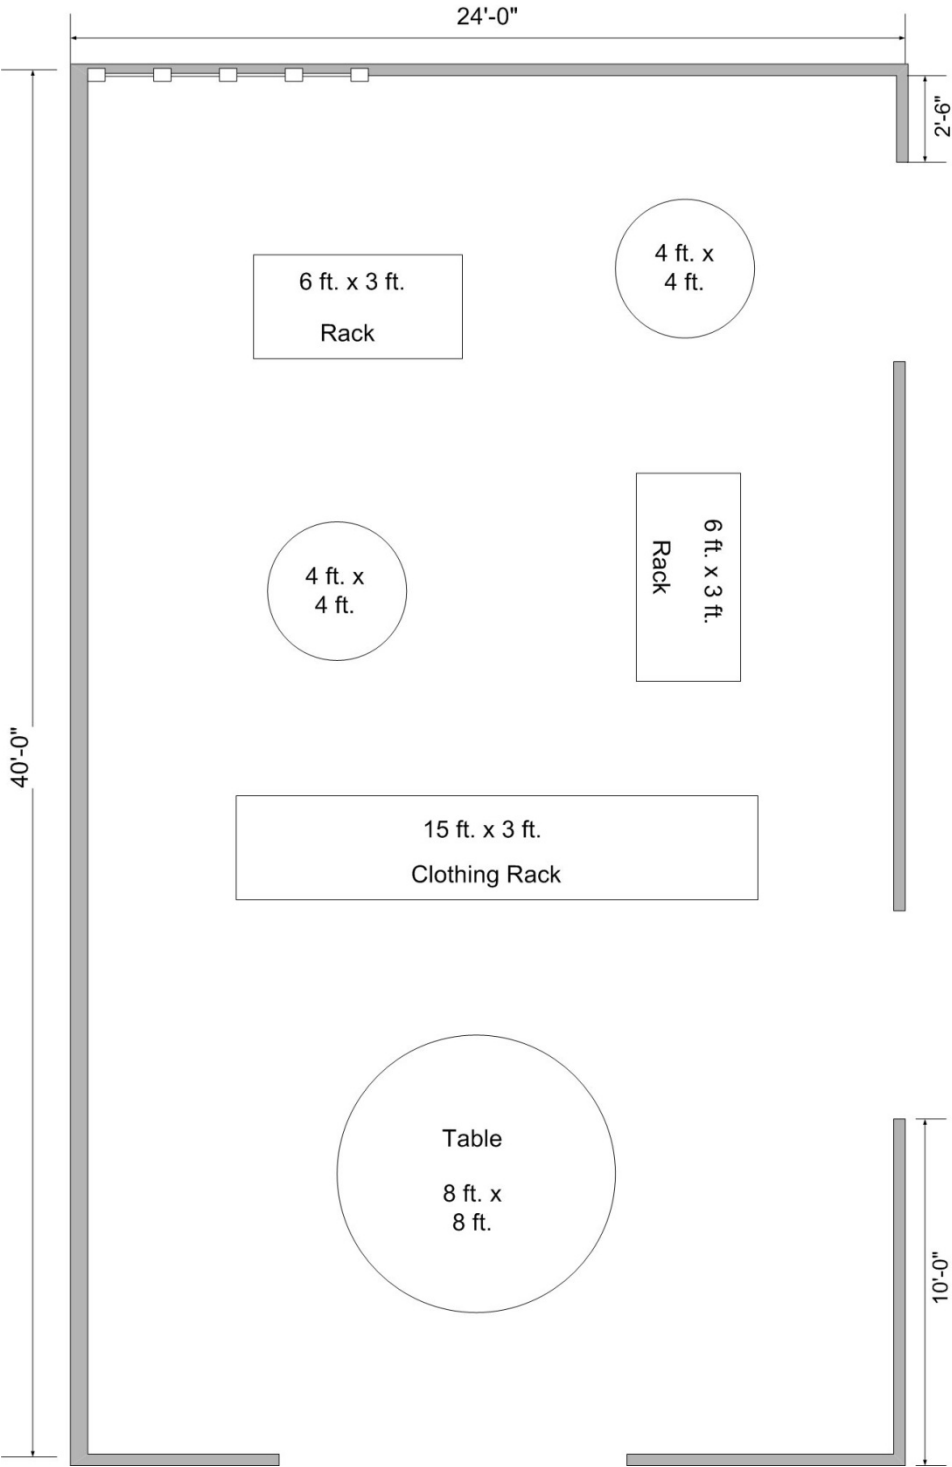 24'-0"
2'-6"
4 ft. x
4 ft.
6 ft. x 3 ft.
Rack
6 ft. x 3 ft.
Rack
4 ft. x
4 ft.
40'-0"
15 ft. x 3 ft.
Clothing Rack
Table
8 ft. x
8 ft.
10'-0"